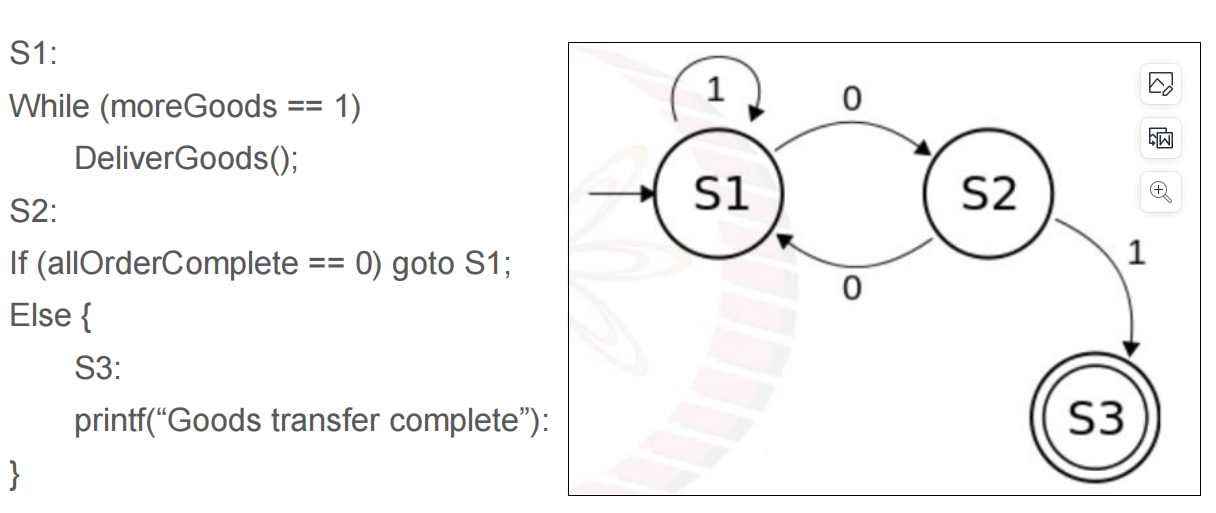 S1:
While (moreGoods == 1)
DeliverGoods();
S2:
If (allOrderComplete == 0) goto S1;
Else {
S3:
printf(“Goods transfer complete”):
}
1
0
S1
S2
0
1
S3